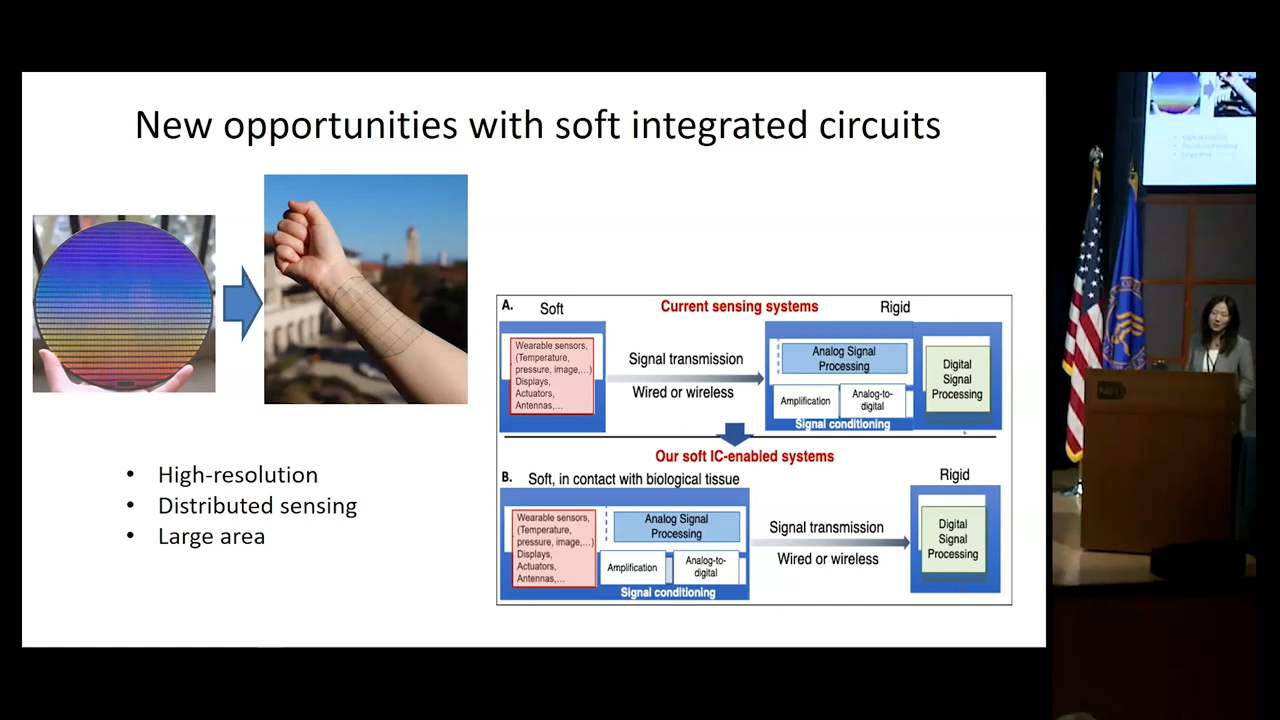 New opportunities with soft integrated circuits
• High-resolution
• Distributed sensing
• Large area
A.
Soft
Current sensing systems
Rigid
Wearable sensors,
(Temperature,
pressure, image,...)
Displays,
Actuators,
Antennas,...
Signal transmission
Wired or wireless
Analog Signal
Processing
Amplification
Analog-to-
digital
Signal conditioning
Digital
Signal
Processing
Our soft IC-enabled systems
B.
Soft, in contact with biological tissue
Rigid
Wearable sensors,
(Temperature,
pressure, image,...)
Displays,
Actuators,
Antennas,...
Analog Signal
Processing
Amplification
Analog-to-
digital
Signal conditioning
Signal transmission
Wired or wireless
Digital
Signal
Processing